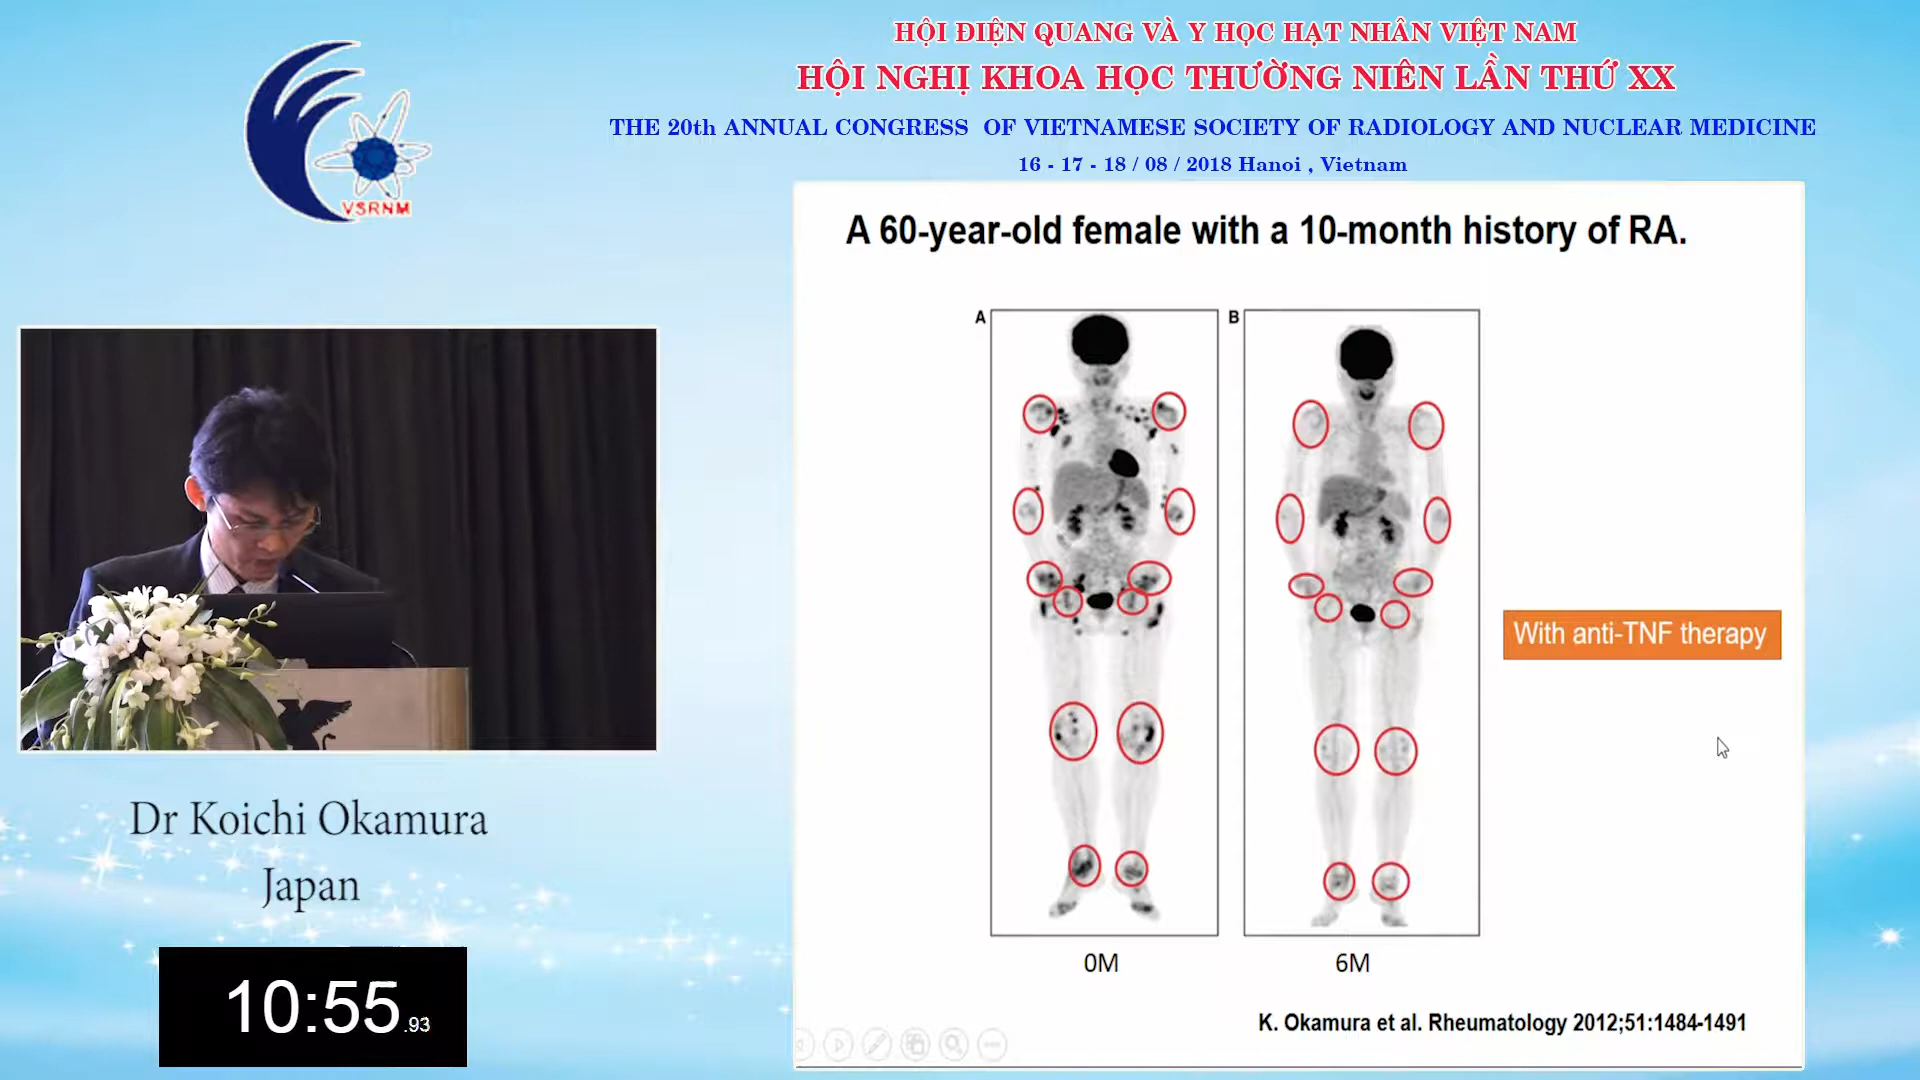 HỘI ĐIỆN QUANG VÀ Y HỌC HẠT NHÂN VIỆT NAM
HỘI NGHỊ KHOA HỌC THƯỜNG NIÊN LẦN THỨ XX
THE 20th ANNUAL CONGRESS OF VIETNAMESE SOCIETY OF RADIOLOGY AND NUCLEAR MEDICINE
16 - 17 - 18 / 08 / 2018 Hanoi , Vietnam
VSRNM
A 60-year-old female with a 10-month history of RA.
A
B
With anti-TNF therapy
0M
6M
K. Okamura et al. Rheumatology 2012;51:1484-1491
Dr Koichi Okamura
Japan
10:55.93